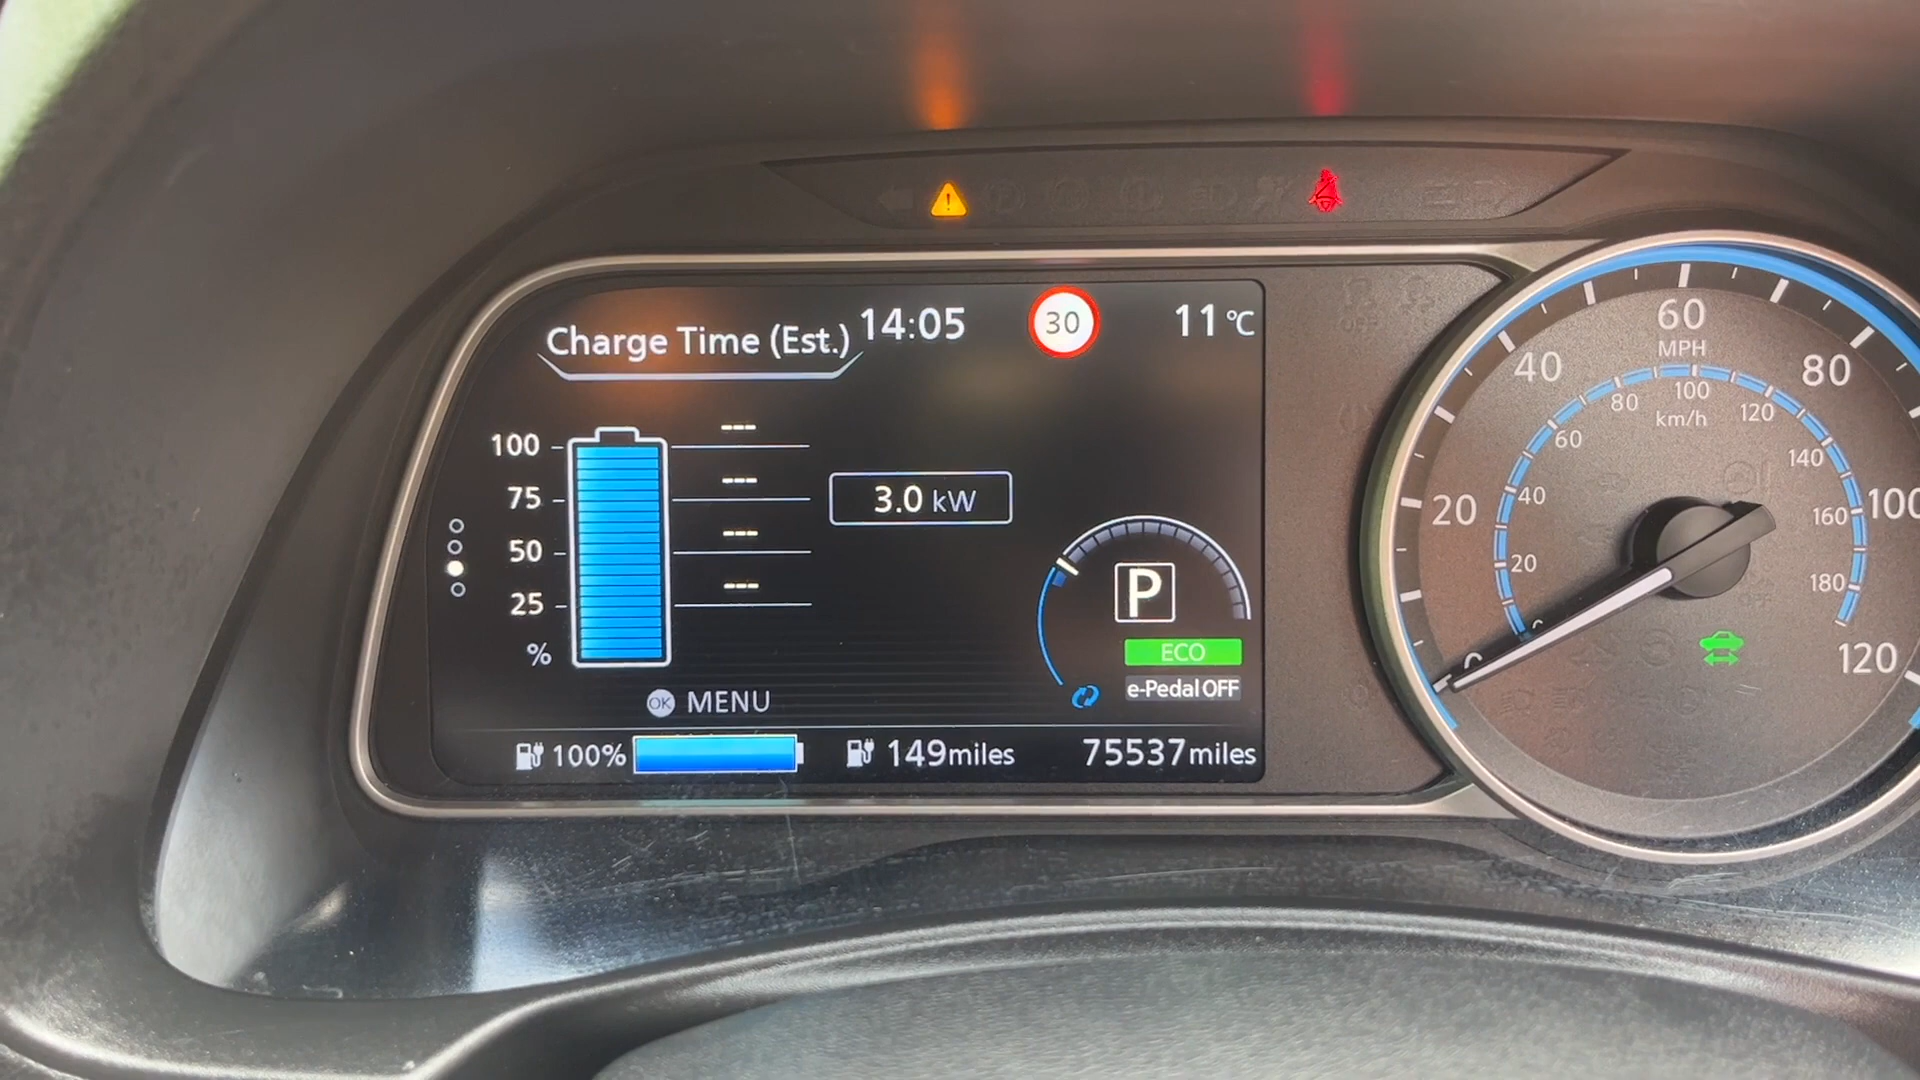 Charge Time (Est.) 14:05 30 11°C
100 ---
75 ---
3.0 kW
50 ---
25 ---
%
P
ECO
e-Pedal OFF
OK MENU
100% 149miles 75537miles
0 20 40 60 80 100 120
MPH
20 40 60 80 100 120 140 160 180
km/h